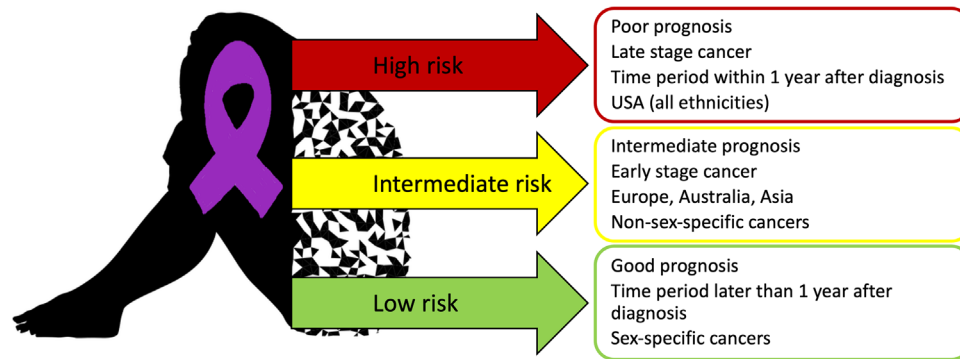 High risk
Poor prognosis
Late stage cancer
Time period within 1 year after diagnosis
USA (all ethnicities)
Intermediate risk
Intermediate prognosis
Early stage cancer
Europe, Australia, Asia
Non-sex-specific cancers
Low risk
Good prognosis
Time period later than 1 year after
diagnosis
Sex-specific cancers